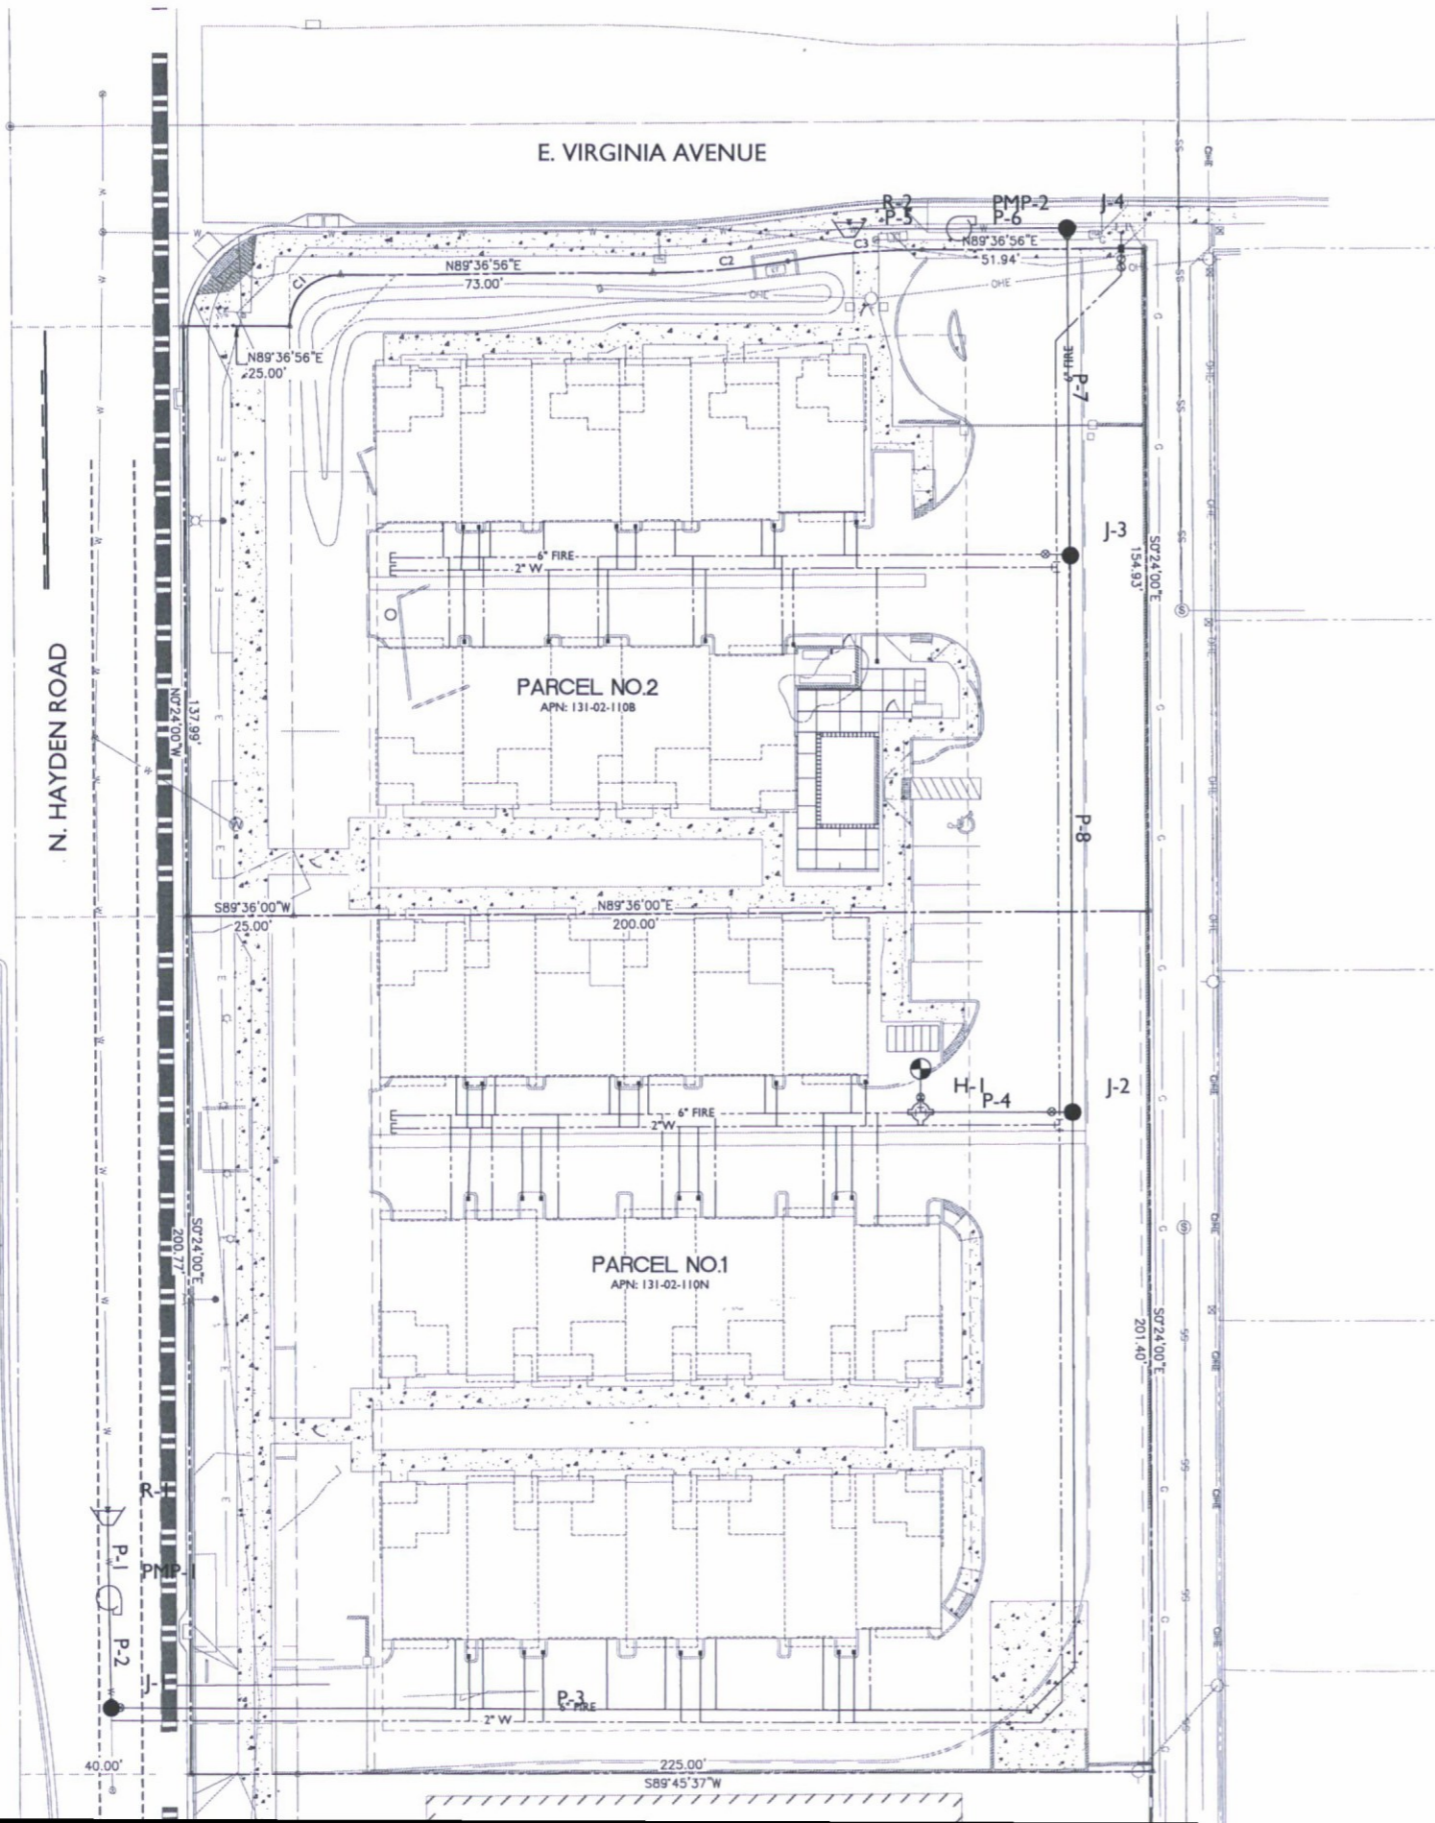 E. VIRGINIA AVENUE
R-2
P-5
PMP-2
P-6
J-4
N89°36'56"E
51.94'
C3
C2
C1
N89°36'56"E
73.00'
OHE
OHE
N89°36'56"E
25.00'
6" FIRE
P-7
J-3
6" FIRE
2" W
S0°24'00"E
154.93'
N. HAYDEN ROAD
PARCEL NO.2
APN: 131-02-110B
137.99'
N0°24'00"W
P-8
S89°36'00"W
25.00'
N89°36'00"E
200.00'
H-1
P-4
J-2
6" FIRE
2"W
S0°24'00"E
200.77'
PARCEL NO.1
APN: 131-02-110N
S0°24'00"E
201.40'
R-1
P-1
PMP-1
P-2
J-
P-3
6" FIRE
2" W
40.00'
225.00'
S89°45'37"W